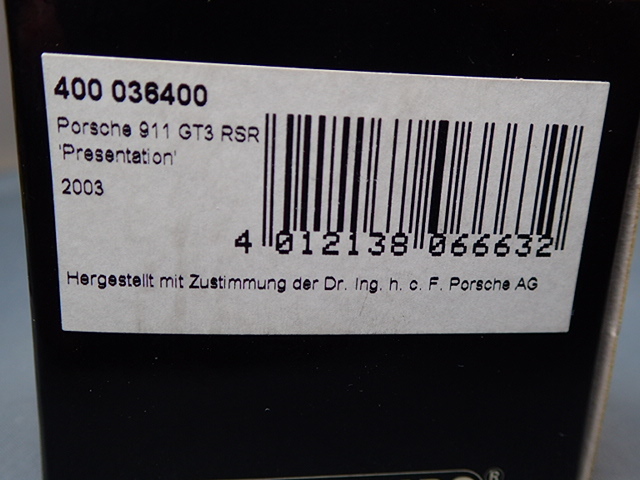 400 036400
Porsche 911 GT3 RSR
'Presentation'
2003
4 012138 066632
Hergestellt mit Zustimmung der Dr. Ing. h. c. F. Porsche AG
®